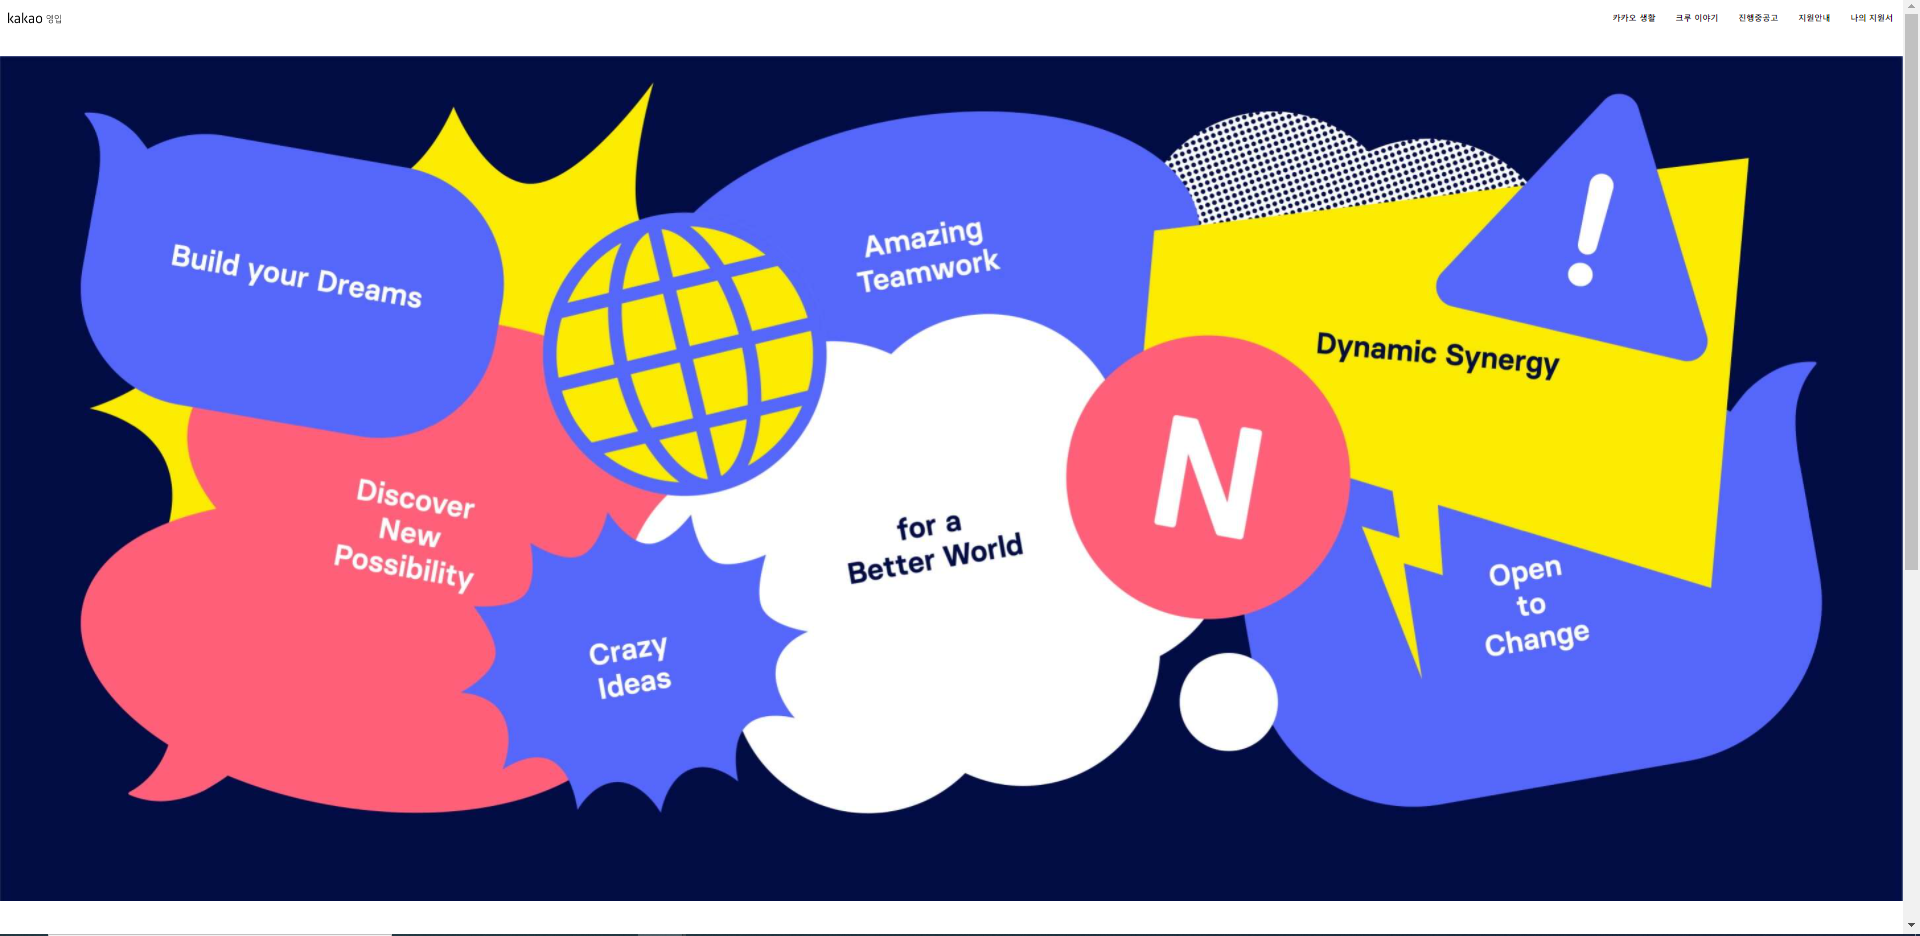 kakao 영입
카카오 생활 크루 이야기 진행중공고 지원안내 나의 지원서
Build your Dreams
Amazing
Teamwork
Dynamic Synergy
Discover
New
Possibility
for a
Better World
N
Open
to
Change
Crazy
Ideas